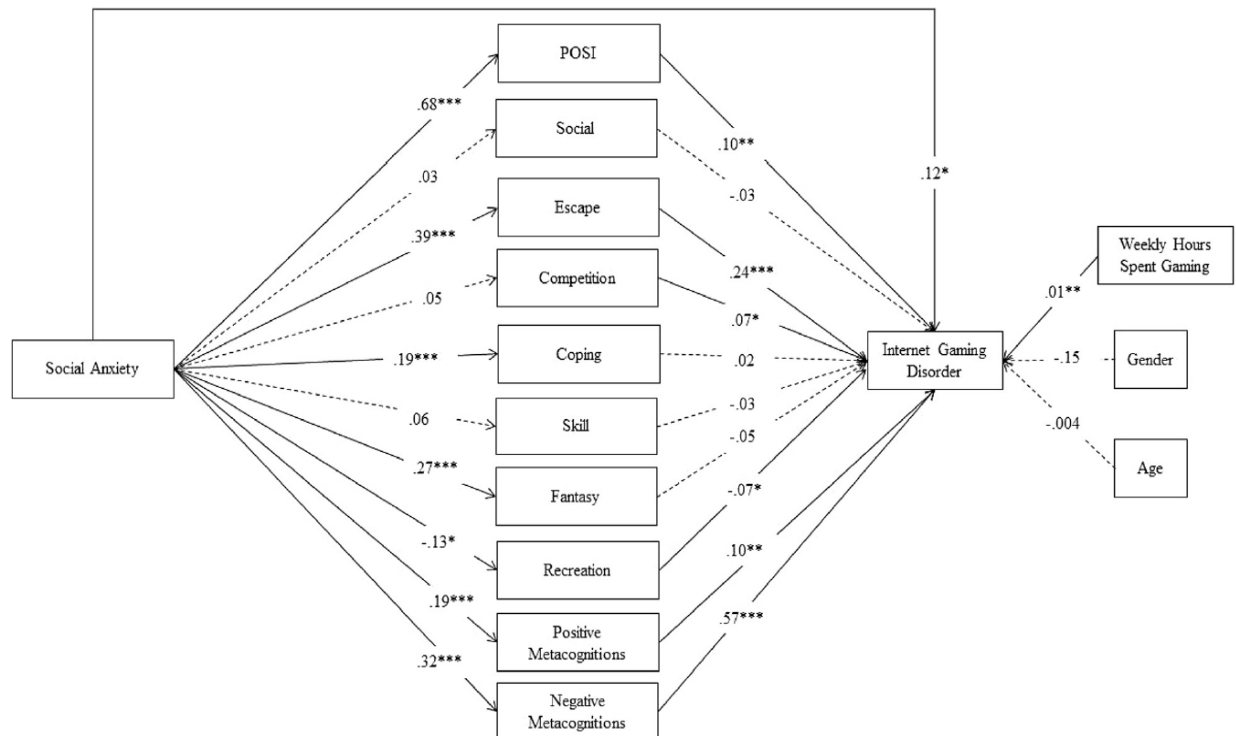 POSI
.68***
Social
.10**
.03
-.03
.12*
Escape
.39***
Weekly Hours
Spent Gaming
.24***
Competition
.05
.01**
.07*
Social Anxiety
.19***
Coping
.02
Internet Gaming
Disorder
-.15
Gender
.06
Skill
-.03
-.004
-.05
Age
.27***
Fantasy
-.07*
-.13*
Recreation
.10**
.19***
Positive
Metacognitions
.57***
.32***
Negative
Metacognitions